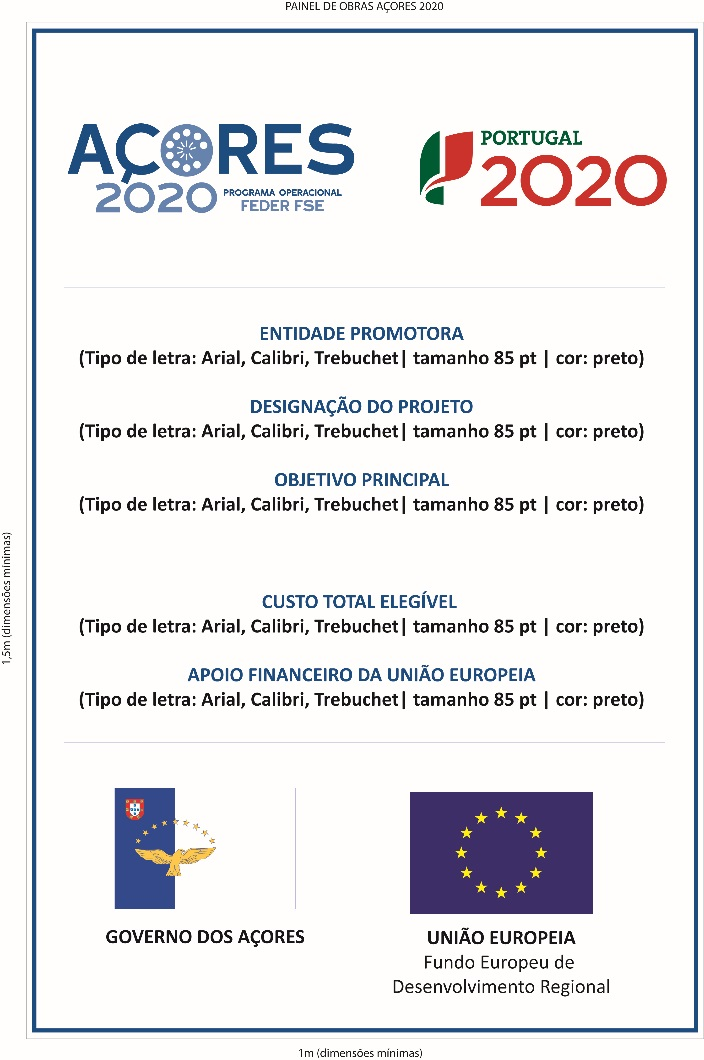 PAINEL DE OBRAS AÇORES 2020
AÇORES
2020 PROGRAMA OPERACIONAL
FEDER FSE
PORTUGAL
2020
ENTIDADE PROMOTORA
(Tipo de letra: Arial, Calibri, Trebuchet| tamanho 85 pt | cor: preto)
DESIGNAÇÃO DO PROJETO
(Tipo de letra: Arial, Calibri, Trebuchet| tamanho 85 pt | cor: preto)
OBJETIVO PRINCIPAL
(Tipo de letra: Arial, Calibri, Trebuchet| tamanho 85 pt | cor: preto)
CUSTO TOTAL ELEGÍVEL
(Tipo de letra: Arial, Calibri, Trebuchet| tamanho 85 pt | cor: preto)
APOIO FINANCEIRO DA UNIÃO EUROPEIA
(Tipo de letra: Arial, Calibri, Trebuchet| tamanho 85 pt | cor: preto)
GOVERNO DOS AÇORES
UNIÃO EUROPEIA
Fundo Europeu de
Desenvolvimento Regional
1,5m (dimensões mínimas)
1m (dimensões mínimas)